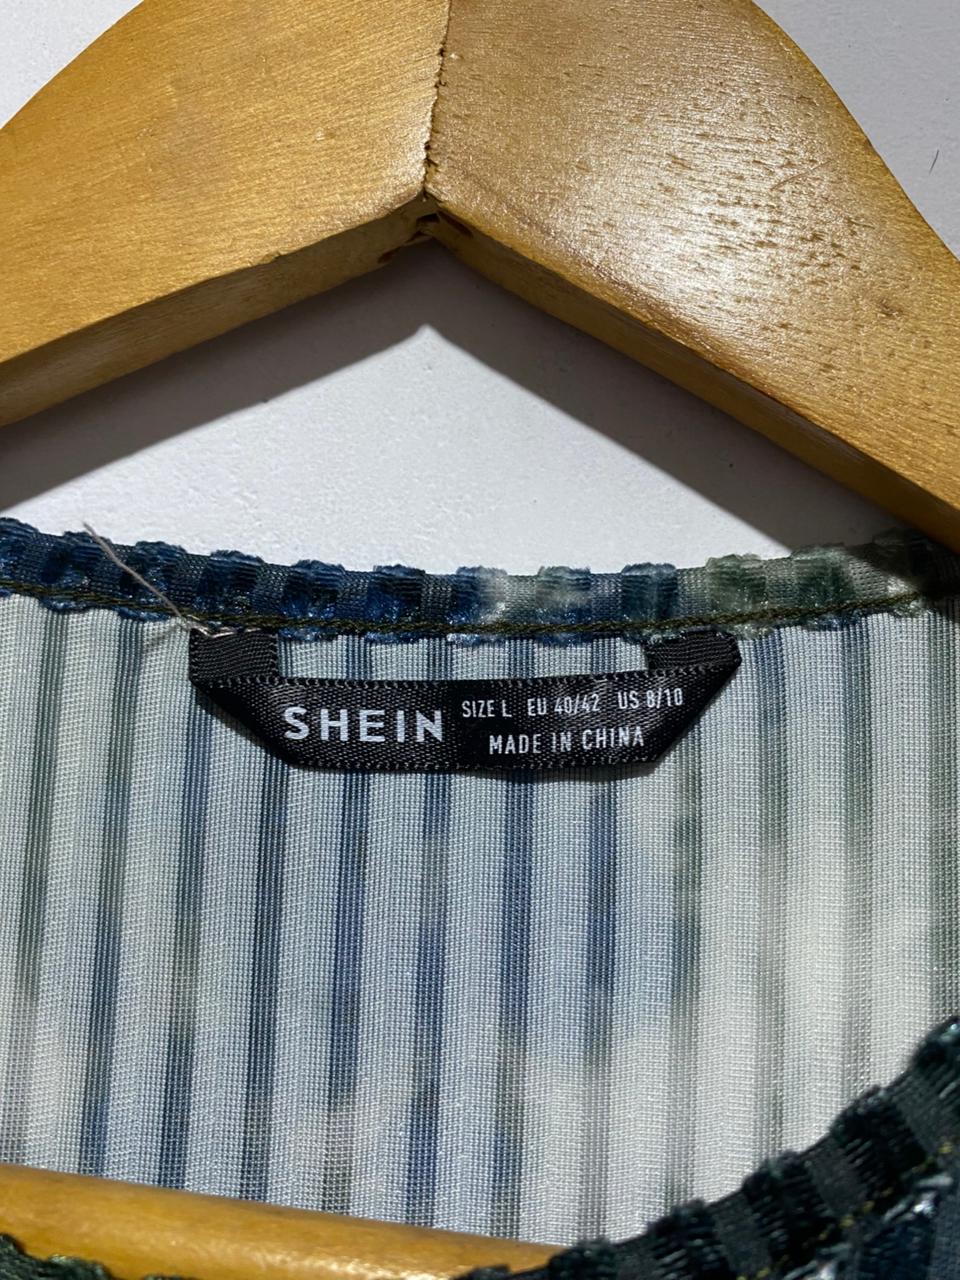 SHEIN
SIZE L EU 40/42 US 8/10
MADE IN CHINA